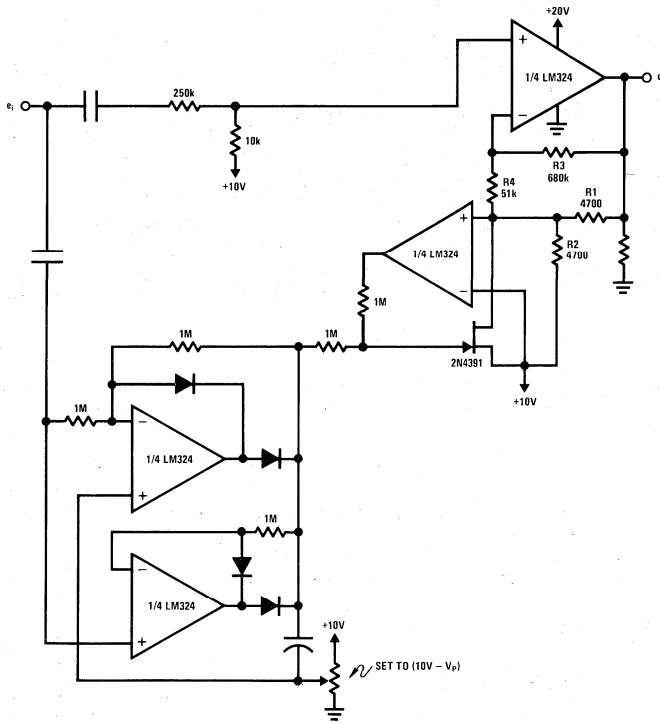 +20V
+
1/4 LM324
−
e
eᵢ
250k
10k
+10V
R3
680k
R4
51k
R1
4700
R2
4700
+
1/4 LM324
−
1M
1M
1M
2N4391
+10V
1M
−
1/4 LM324
+
1M
−
1/4 LM324
+
+10V
SET TO (10V − Vₚ)